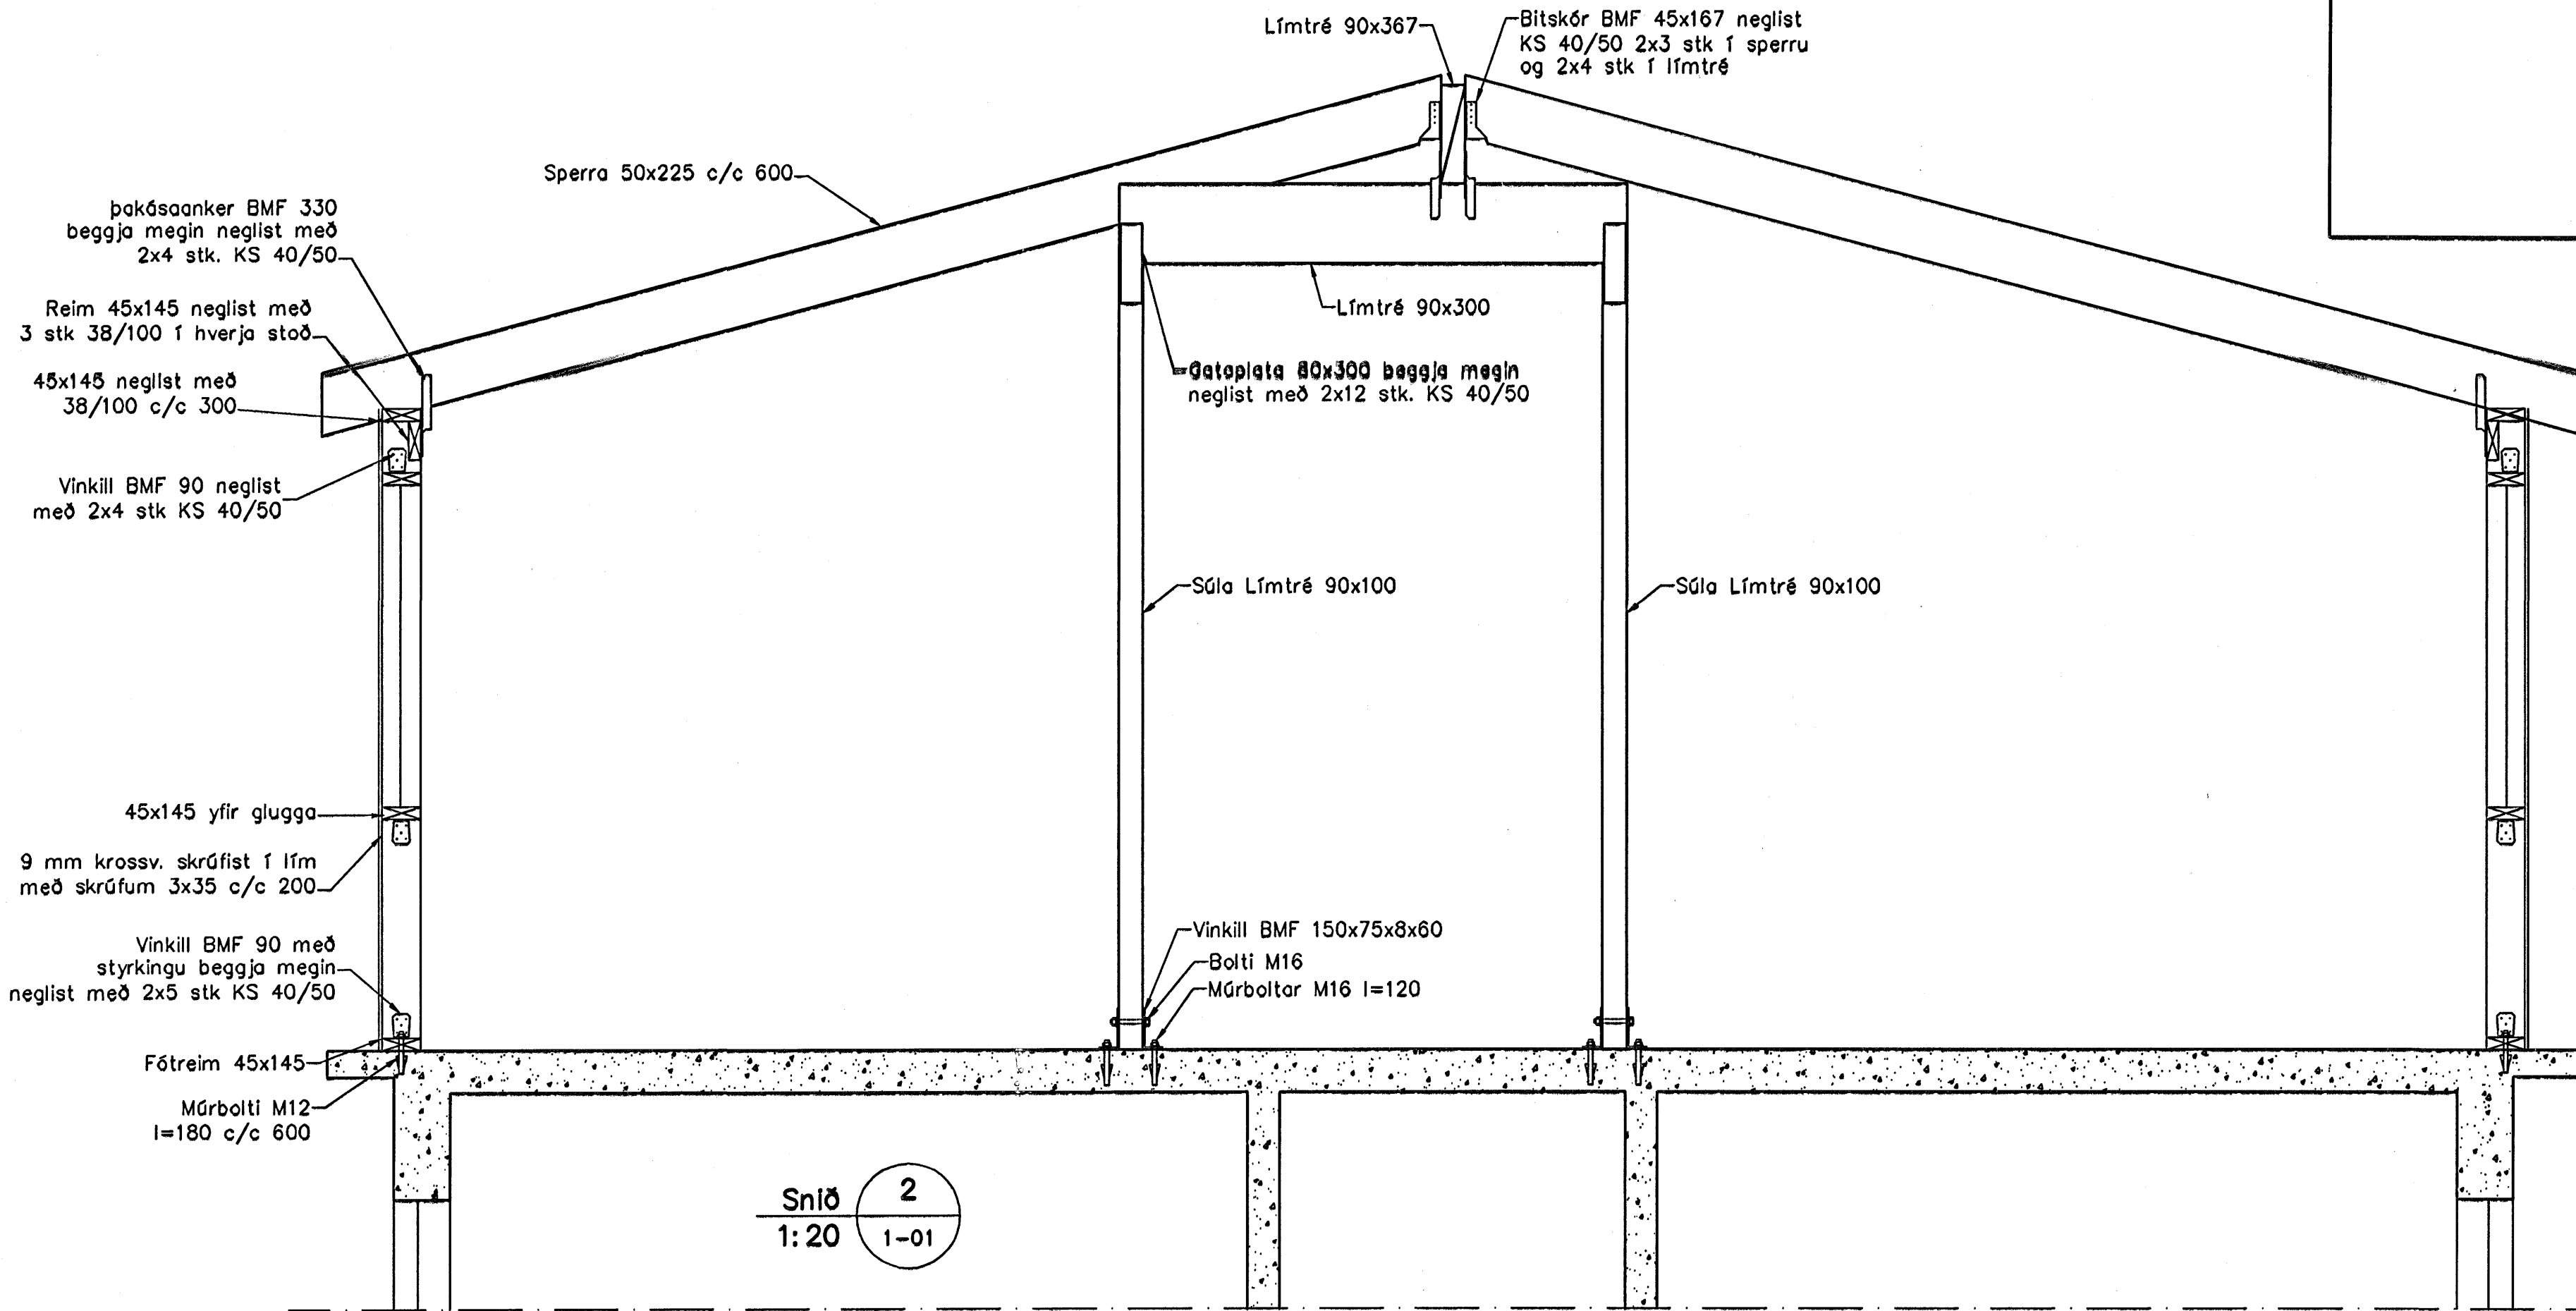 Límtré 90x367
Bitskór BMF 45x167 neglist
KS 40/50 2x3 stk í sperru
og 2x4 stk í límtré
Sperra 50x225 c/c 600
þakásaanker BMF 330
beggja megin neglist með
2x4 stk. KS 40/50
Reim 45x145 neglist með
3 stk 38/100 í hverja stoð
45x145 neglist með
38/100 c/c 300
Vinkill BMF 90 neglist
með 2x4 stk KS 40/50
Límtré 90x300
Gataplata 80x300 beggja megin
neglist með 2x12 stk. KS 40/50
Súla Límtré 90x100
Súla Límtré 90x100
45x145 yfir glugga
9 mm krossv. skrúfist í lím
með skrúfum 3x35 c/c 200
Vinkill BMF 90 með
styrkingu beggja megin
neglist með 2x5 stk KS 40/50
Vinkill BMF 150x75x8x60
Bolti M16
Múrboltar M16 l=120
Fótreim 45x145
Múrbolti M12
l=180 c/c 600
Snið 2
1:20 1-01